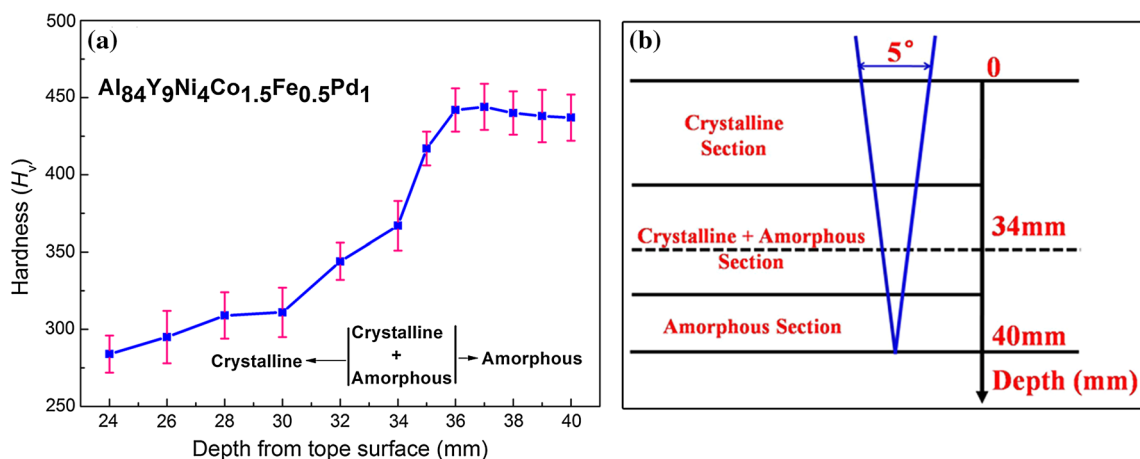 (a)
Al84Y9Ni4Co1.5Fe0.5Pd1
Hardness (Hv)
500
450
400
350
300
250
Crystalline
Crystalline
+
Amorphous
Amorphous
24 26 28 30 32 34 36 38 40
Depth from tope surface (mm)
(b)
5°
0
Crystalline
Section
34mm
Crystalline + Amorphous
Section
Amorphous Section
40mm
Depth (mm)